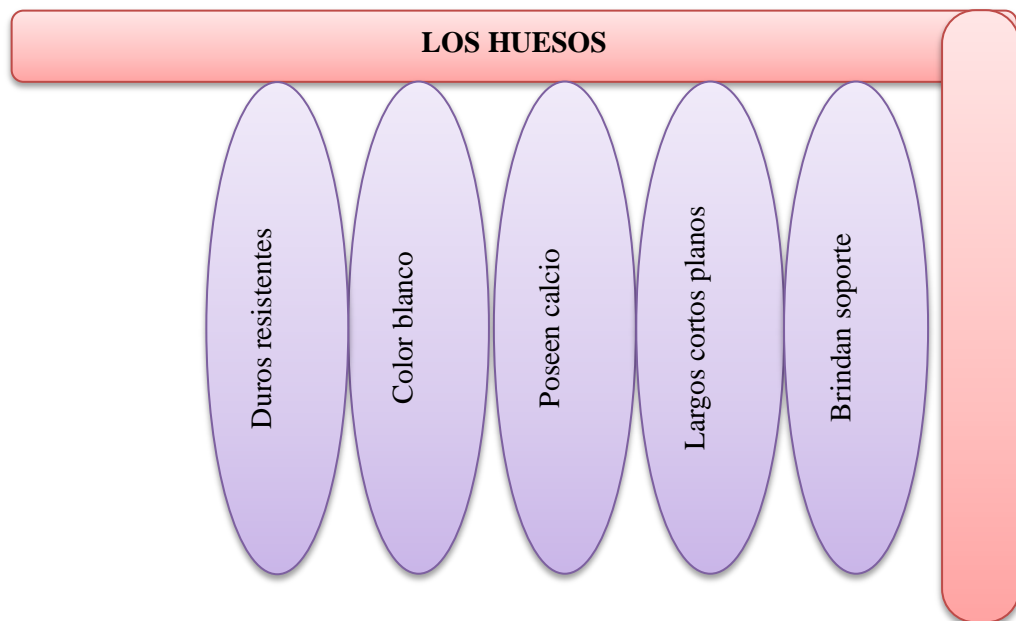 LOS HUESOS
Duros resistentes
Color blanco
Poseen calcio
Largos cortos planos
Brindan soporte